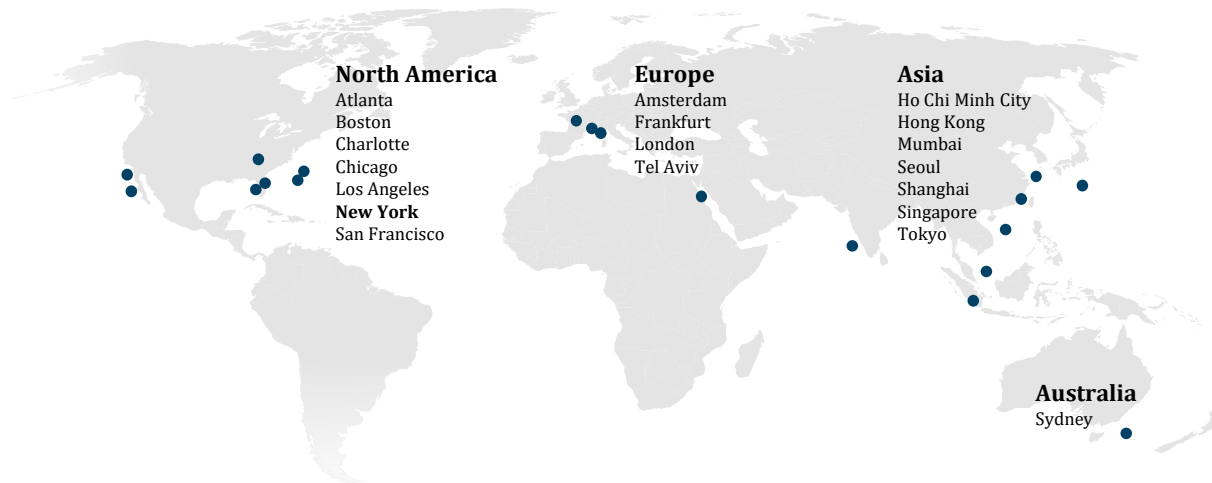 North America
Atlanta
Boston
Charlotte
Chicago
Los Angeles
New York
San Francisco
Europe
Amsterdam
Frankfurt
London
Tel Aviv
Asia
Ho Chi Minh City
Hong Kong
Mumbai
Seoul
Shanghai
Singapore
Tokyo
Australia
Sydney